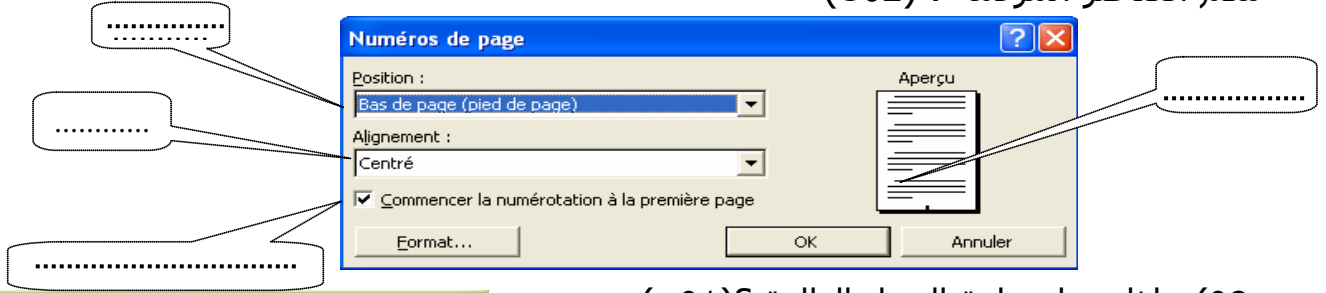 Numéros de page
Position :
Aperçu
Bas de page (pied de page)
Alignement :
Centré
Commencer la numérotation à la première page
Format...
OK
Annuler